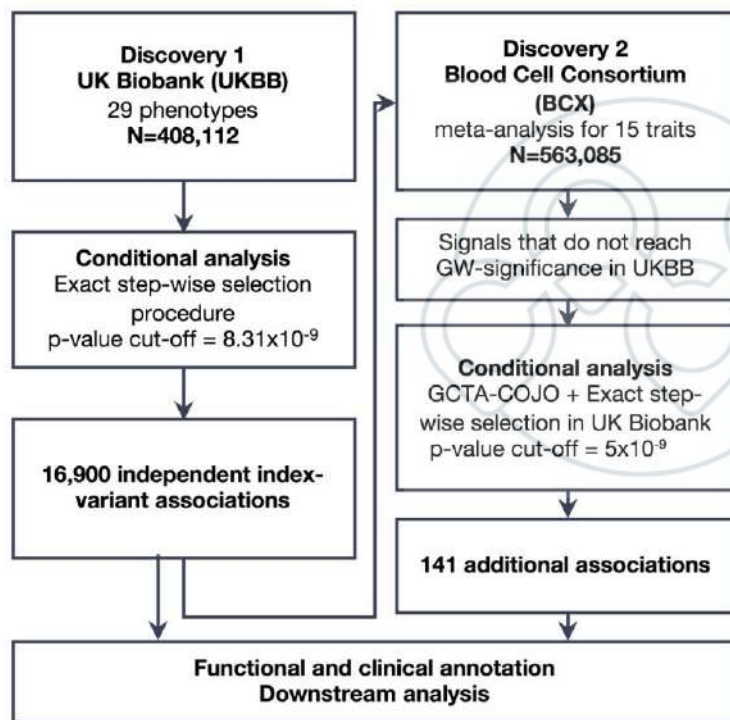 Discovery 1
UK Biobank (UKBB)
29 phenotypes
N=408,112
Conditional analysis
Exact step-wise selection
procedure
p-value cut-off = 8.31x10⁻⁹
16,900 independent index-
variant associations
Discovery 2
Blood Cell Consortium
(BCX)
meta-analysis for 15 traits
N=563,085
Signals that do not reach
GW-significance in UKBB
Conditional analysis
GCTA-COJO + Exact step-
wise selection in UK Biobank
p-value cut-off = 5x10⁻⁹
141 additional associations
Functional and clinical annotation
Downstream analysis